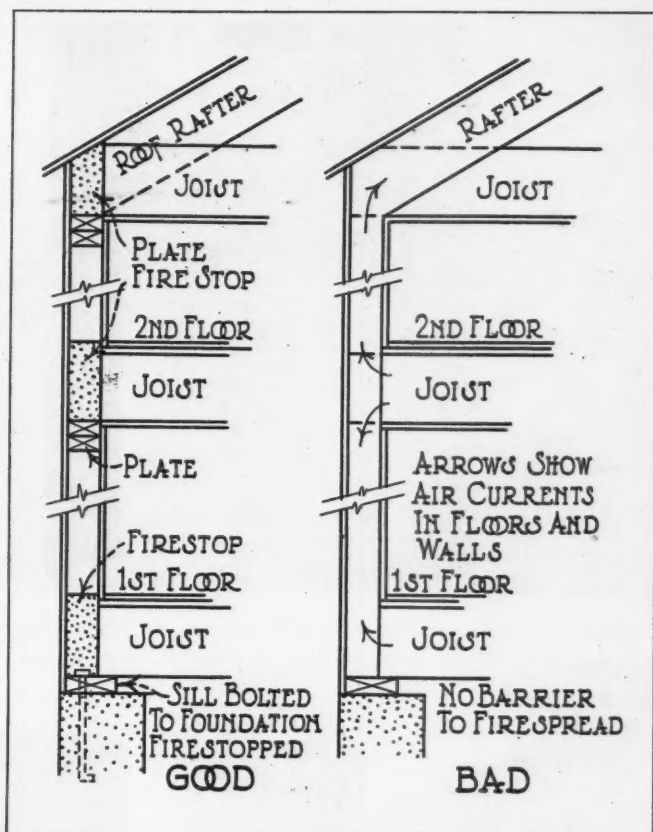 ROOF RAFTER
JOIST
PLATE
FIRE STOP
2ND FLOOR
JOIST
PLATE
FIRESTOP
1ST FLOOR
JOIST
SILL BOLTED
TO FOUNDATION
FIRESTOPPED
GOOD
RAFTER
JOIST
2ND FLOOR
JOIST
ARROWS SHOW
AIR CURRENTS
IN FLOORS AND
WALLS
1ST FLOOR
JOIST
NO BARRIER
TO FIRESPREAD
BAD